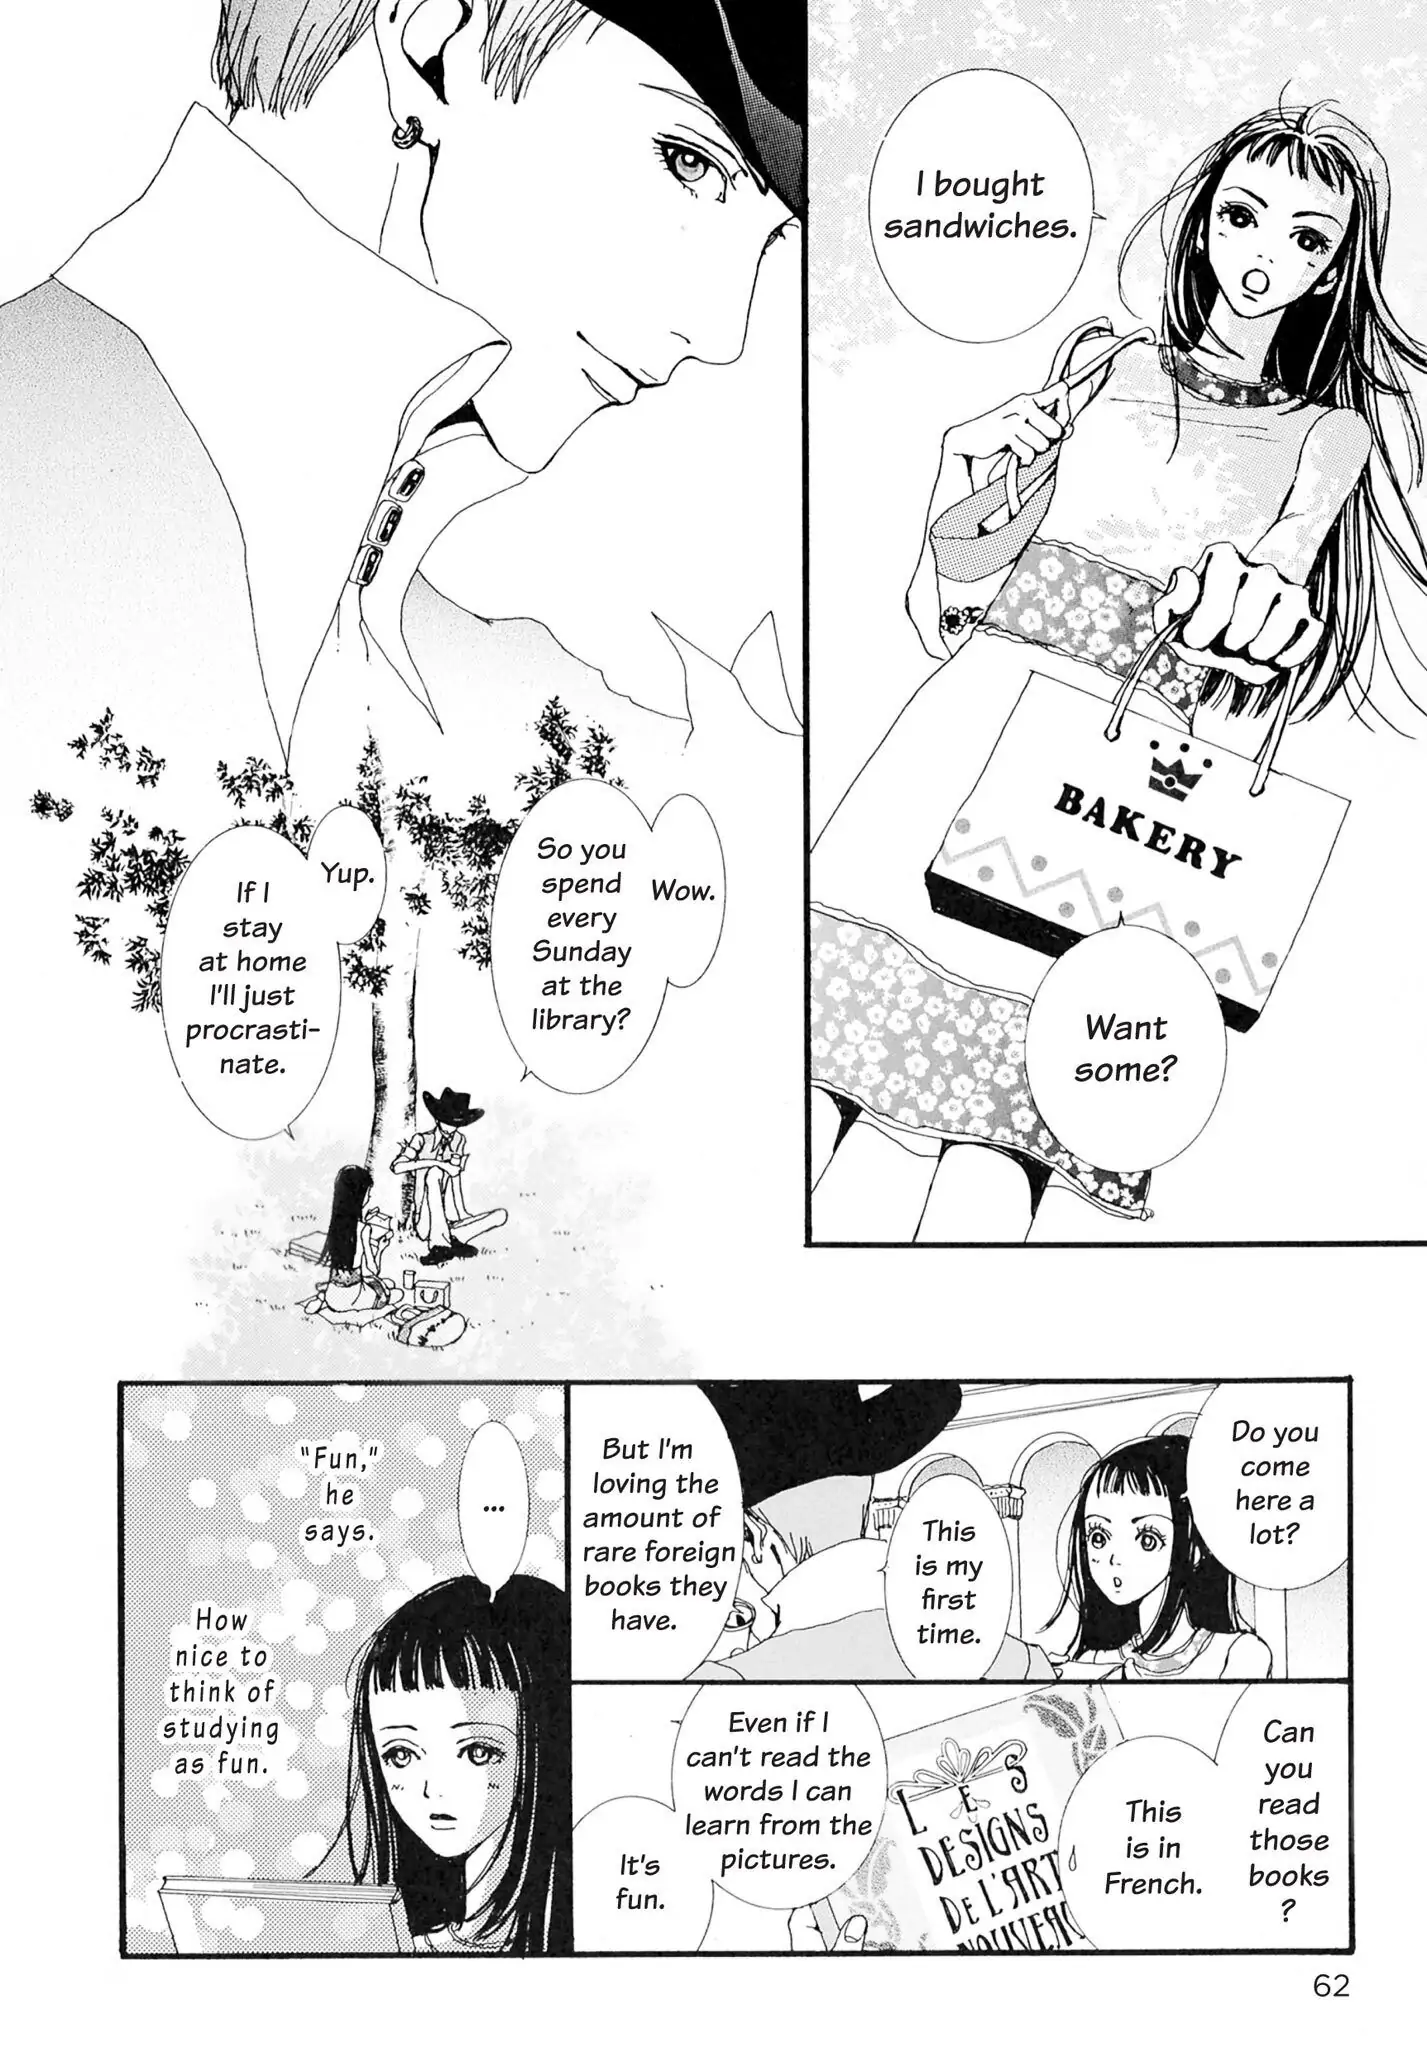 I bought
sandwiches.
BAKERY
Want
some?
Wow.
So you
spend
every
Sunday
at the
library?
Yup.
If I
stay
at home
I'll just
procrasti-
nate.
Do you
come
here a
lot?
This
is my
first
time.
But I'm
loving the
amount of
rare foreign
books they
have.
Can
you
read
those
books
?
This
is in
French.
LES
DESIGNS
DE L'ART
NOUVEAU
Even if I
can't read the
words I can
learn from the
pictures.
It's
fun.
...
"Fun,"
he
says.
How
nice to
think of
studying
as fun.
62